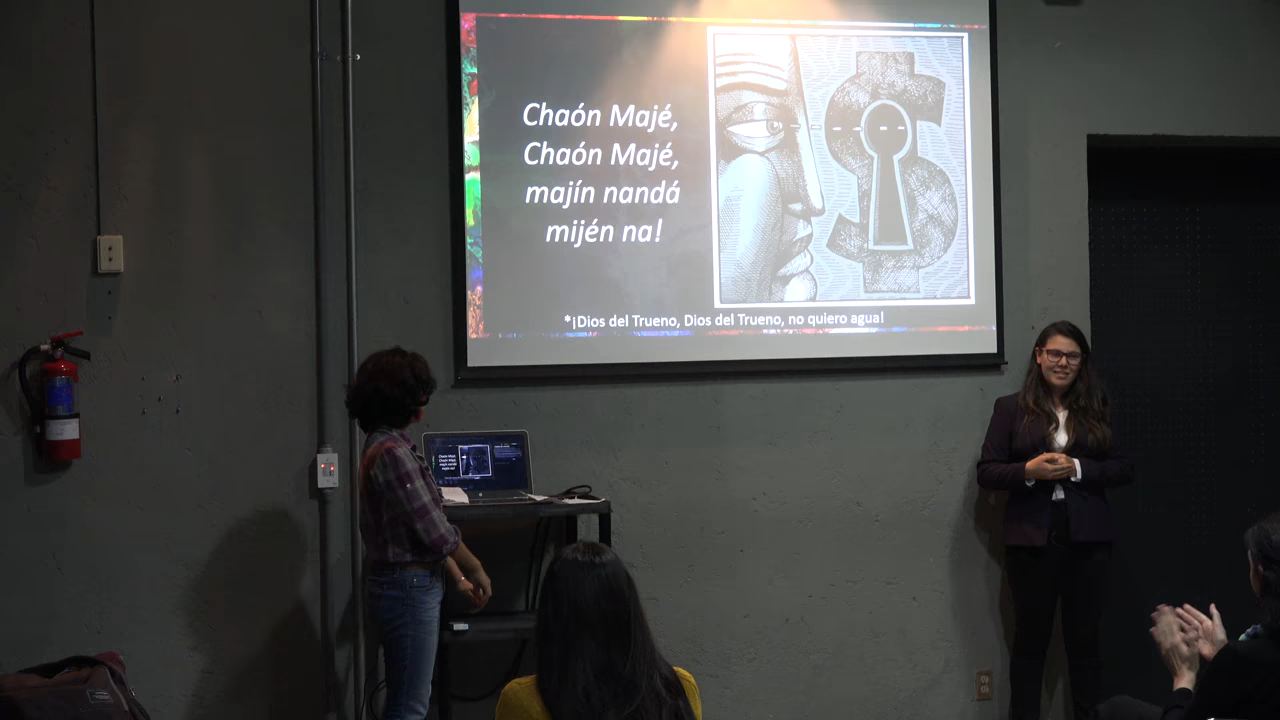 Chaón Majé,
Chaón Majé,
majín nandá
mijén na!
*¡Dios del Trueno, Dios del Trueno, no quiero agua!